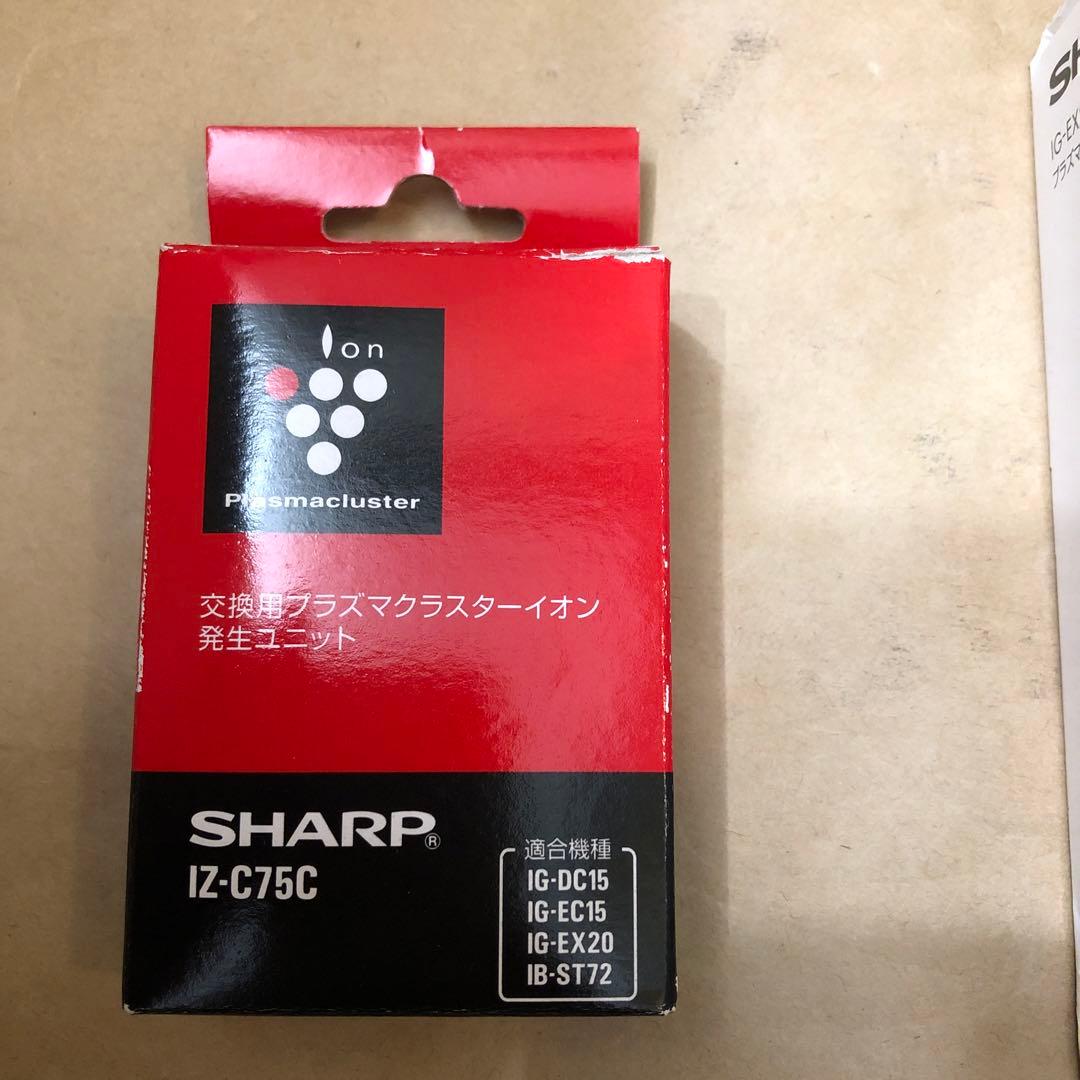 Ion
Plasmacluster
交換用プラズマクラスターイオン
発生ユニット
SHARP®
IZ-C75C
適合機種
IG-DC15
IG-EC15
IG-EX20
IB-ST72
SH
IG-EX
プラズマ